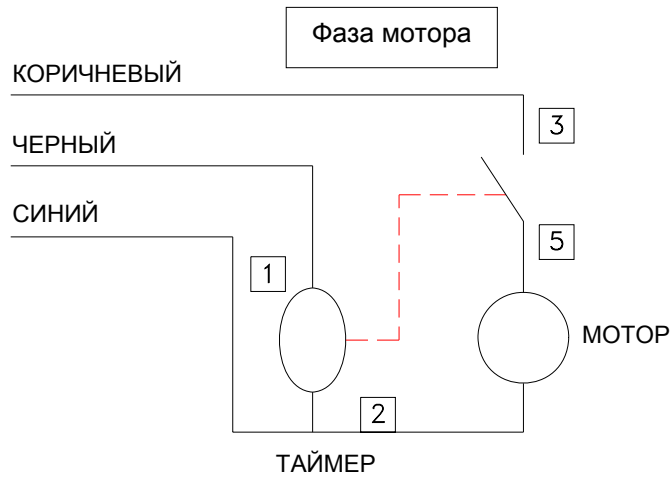 Фаза мотора
КОРИЧНЕВЫЙ
3
ЧЕРНЫЙ
СИНИЙ
5
1
МОТОР
2
ТАЙМЕР